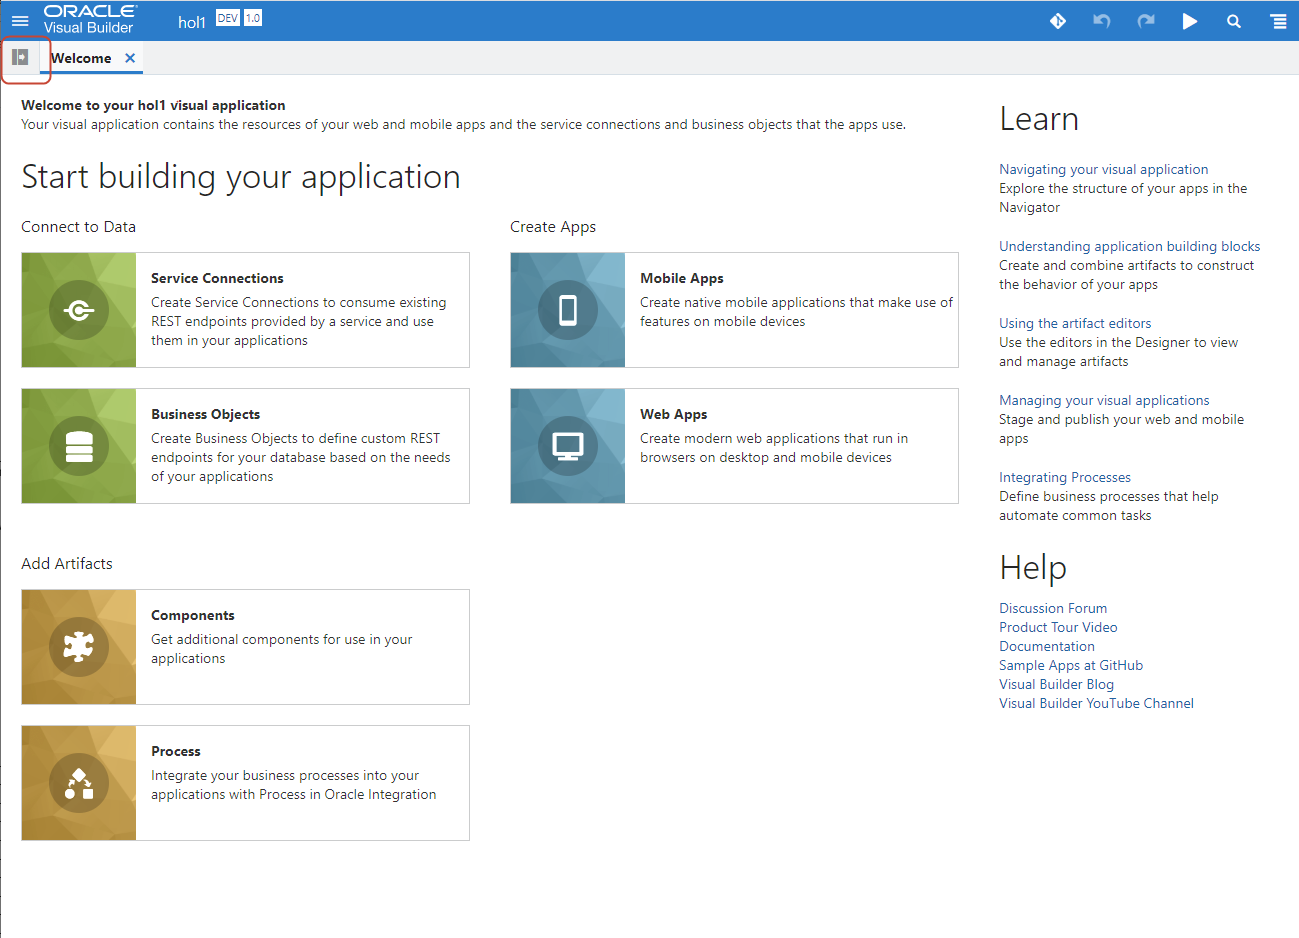 ORACLE
Visual Builder
hol1 DEV 1.0
Welcome
Welcome to your hol1 visual application
Your visual application contains the resources of your web and mobile apps and the service connections and business objects that the apps use.
Start building your application
Connect to Data
Service Connections
Create Service Connections to consume existing
REST endpoints provided by a service and use
them in your applications
Business Objects
Create Business Objects to define custom REST
endpoints for your database based on the needs
of your applications
Create Apps
Mobile Apps
Create native mobile applications that make use of
features on mobile devices
Web Apps
Create modern web applications that run in
browsers on desktop and mobile devices
Add Artifacts
Components
Get additional components for use in your
applications
Process
Integrate your business processes into your
applications with Process in Oracle Integration
Learn
Navigating your visual application
Explore the structure of your apps in the
Navigator
Understanding application building blocks
Create and combine artifacts to construct
the behavior of your apps
Using the artifact editors
Use the editors in the Designer to view
and manage artifacts
Managing your visual applications
Stage and publish your web and mobile
apps
Integrating Processes
Define business processes that help
automate common tasks
Help
Discussion Forum
Product Tour Video
Documentation
Sample Apps at GitHub
Visual Builder Blog
Visual Builder YouTube Channel